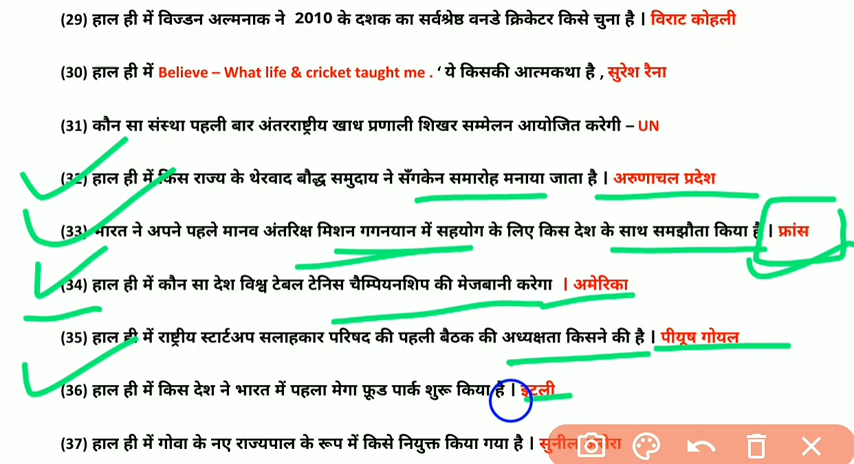 (29) हाल ही में विज्डन अल्मनाक ने 2010 के दशक का सर्वश्रेष्ठ वनडे क्रिकेटर किसे चुना है | विराट कोहली
(30) हाल ही में Believe – What life & cricket taught me . ‘ ये किसकी आत्मकथा है , सुरेश रैना
(31) कौन सा संस्था पहली बार अंतरराष्ट्रीय खाध प्रणाली शिखर सम्मेलन आयोजित करेगी – UN
(32) हाल ही में किस राज्य के थेरवाद बौद्ध समुदाय ने सँगकेन समारोह मनाया जाता है | अरुणाचल प्रदेश
(33) भारत ने अपने पहले मानव अंतरिक्ष मिशन गगनयान में सहयोग के लिए किस देश के साथ समझौता किया है | फ्रांस
(34) हाल ही में कौन सा देश विश्व टेबल टेनिस चैम्पियनशिप की मेजबानी करेगा | अमेरिका
(35) हाल ही में राष्ट्रीय स्टार्टअप सलाहकार परिषद की पहली बैठक की अध्यक्षता किसने की है | पीयूष गोयल
(36) हाल ही में किस देश ने भारत में पहला मेगा फ़ूड पार्क शुरू किया है | इटली
(37) हाल ही में गोवा के नए राज्यपाल के रूप में किसे नियुक्त किया गया है |